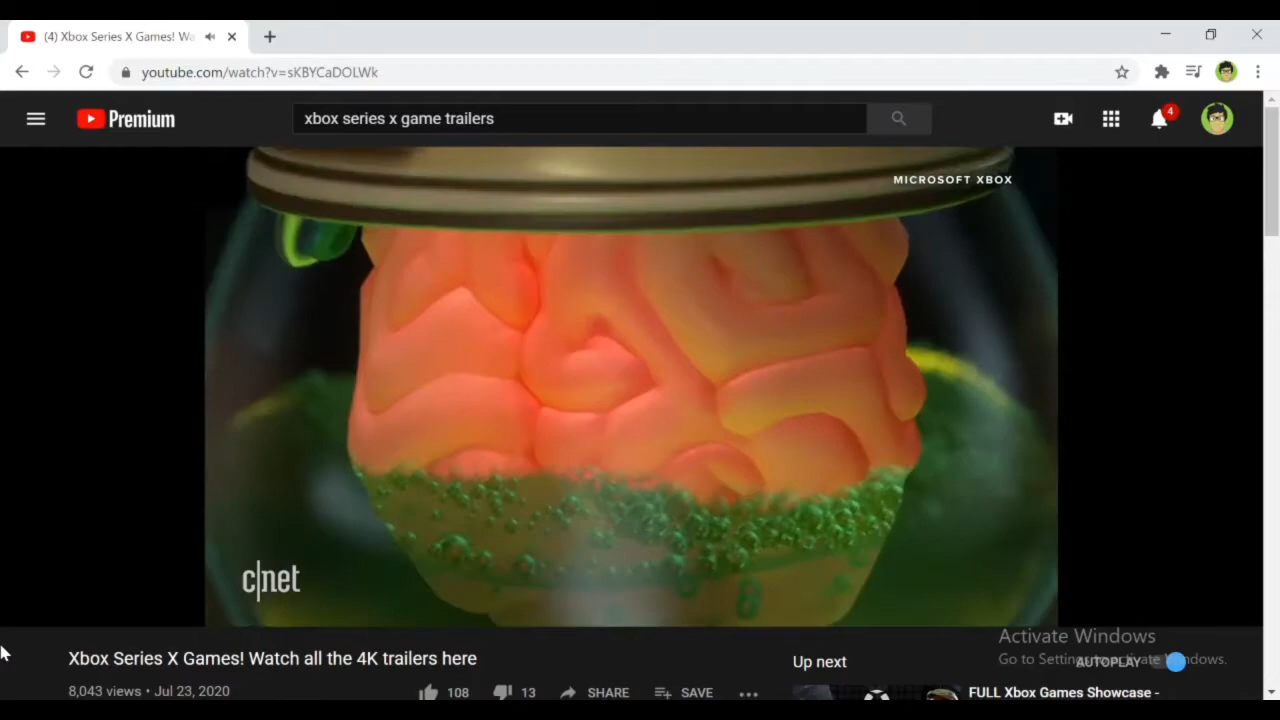 (4) Xbox Series X Games! Wa
youtube.com/watch?v=sKBYCaDOLWk
Premium
xbox series x game trailers
4
MICROSOFT XBOX
c|net
B
Xbox Series X Games! Watch all the 4K trailers here
8,043 views • Jul 23, 2020
108
13
SHARE
SAVE
Up next
AUTOPLAY
Activate Windows
Go to Settings to activate Windows.
FULL Xbox Games Showcase -